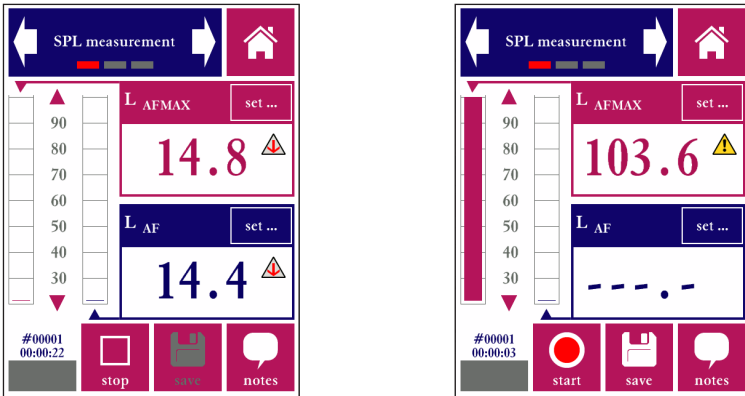 SPL measurement
L AFMAX
set ...
14.8
90
80
70
60
50
40
30
L AF
set ...
14.4
#00001
00:00:22
stop
save
notes
SPL measurement
L AFMAX
set ...
103.6
90
80
70
60
50
40
30
L AF
set ...
- - - . -
#00001
00:00:03
start
save
notes